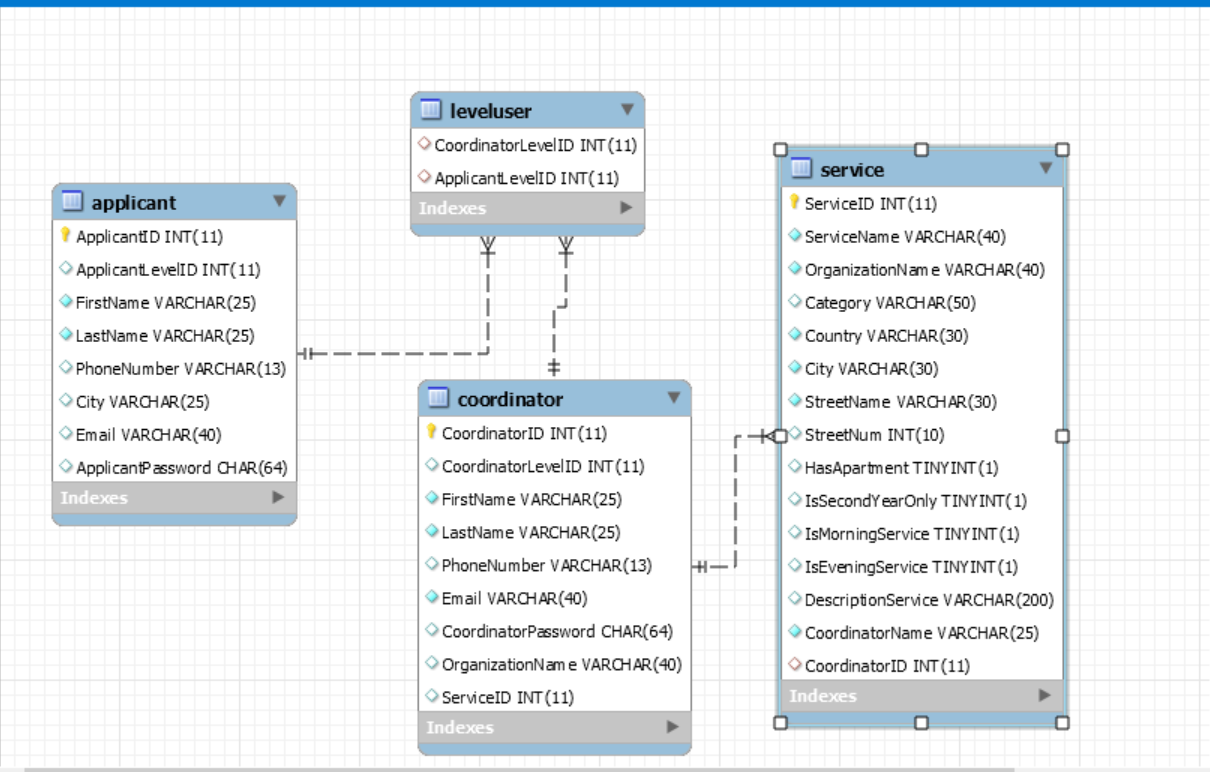 leveluser
CoordinatorLevelID INT(11)
ApplicantLevelID INT(11)
Indexes
applicant
ApplicantID INT(11)
ApplicantLevelID INT(11)
FirstName VARCHAR(25)
LastName VARCHAR(25)
PhoneNumber VARCHAR(13)
City VARCHAR(25)
Email VARCHAR(40)
ApplicantPassword CHAR(64)
Indexes
coordinator
CoordinatorID INT(11)
CoordinatorLevelID INT(11)
FirstName VARCHAR(25)
LastName VARCHAR(25)
PhoneNumber VARCHAR(13)
Email VARCHAR(40)
CoordinatorPassword CHAR(64)
OrganizationName VARCHAR(40)
ServiceID INT(11)
Indexes
service
ServiceID INT(11)
ServiceName VARCHAR(40)
OrganizationName VARCHAR(40)
Category VARCHAR(50)
Country VARCHAR(30)
City VARCHAR(30)
StreetName VARCHAR(30)
StreetNum INT(10)
HasApartment TINYINT(1)
IsSecondYearOnly TINYINT(1)
IsMorningService TINYINT(1)
IsEveningService TINYINT(1)
DescriptionService VARCHAR(200)
CoordinatorName VARCHAR(25)
CoordinatorID INT(11)
Indexes